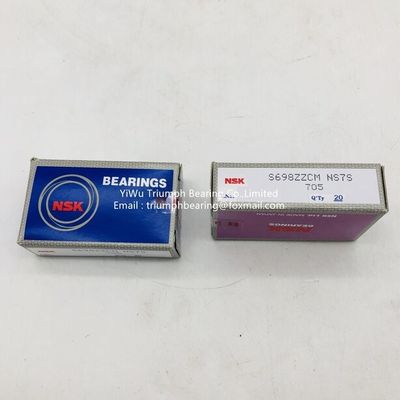 BEARINGS
NSK
NSK
S698ZZCM NS7S
705
Q'TY 20
YiWu Triumph Bearing Co.,Limited
Email : triumphbearing@foxmail.com
BEARINGS